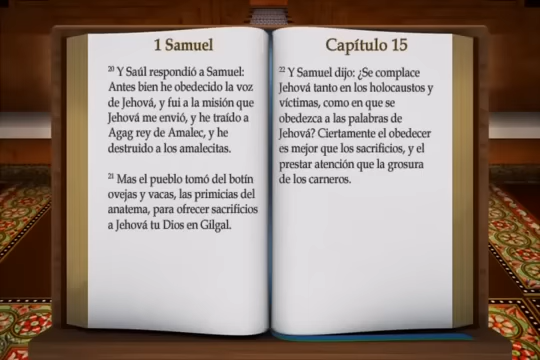 1 Samuel
20 Y Saúl respondió a Samuel:
Antes bien he obedecido la voz
de Jehová, y fui a la misión que
Jehová me envió, y he traído a
Agag rey de Amalec, y he
destruido a los amalecitas.
21 Mas el pueblo tomó del botín
ovejas y vacas, las primicias del
anatema, para ofrecer sacrificios
a Jehová tu Dios en Gilgal.
Capítulo 15
22 Y Samuel dijo: ¿Se complace
Jehová tanto en los holocaustos y
víctimas, como en que se
obedezca a las palabras de
Jehová? Ciertamente el obedecer
es mejor que los sacrificios, y el
prestar atención que la grosura
de los carneros.